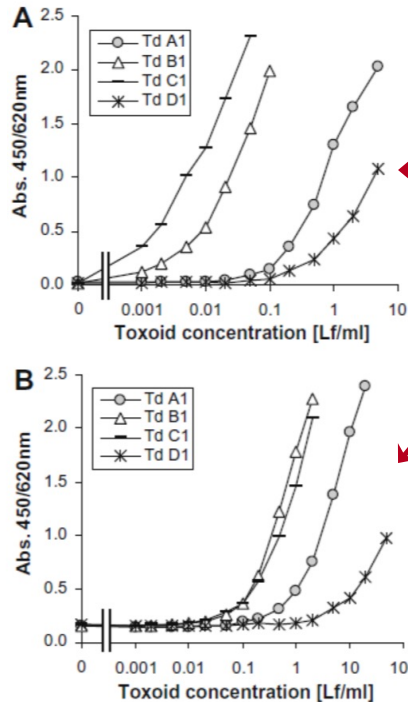 A
Td A1
Td B1
Td C1
Td D1
Abs. 450/620nm
2.5
2.0
1.5
1.0
0.5
0.0
0 0.001 0.01 0.1 1 10
Toxoid concentration [Lf/ml]
B
Td A1
Td B1
Td C1
Td D1
Abs. 450/620nm
2.5
2.0
1.5
1.0
0.5
0.0
0 0.001 0.01 0.1 1 10 100
Toxoid concentration [Lf/ml]